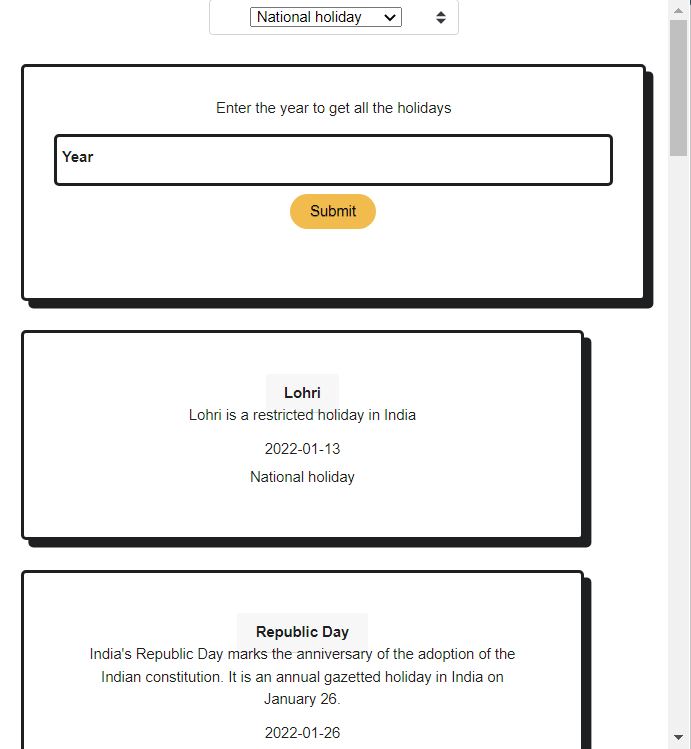 National holiday
Enter the year to get all the holidays
Year
Submit
Lohri
Lohri is a restricted holiday in India
2022-01-13
National holiday
Republic Day
India's Republic Day marks the anniversary of the adoption of the
Indian constitution. It is an annual gazetted holiday in India on
January 26.
2022-01-26